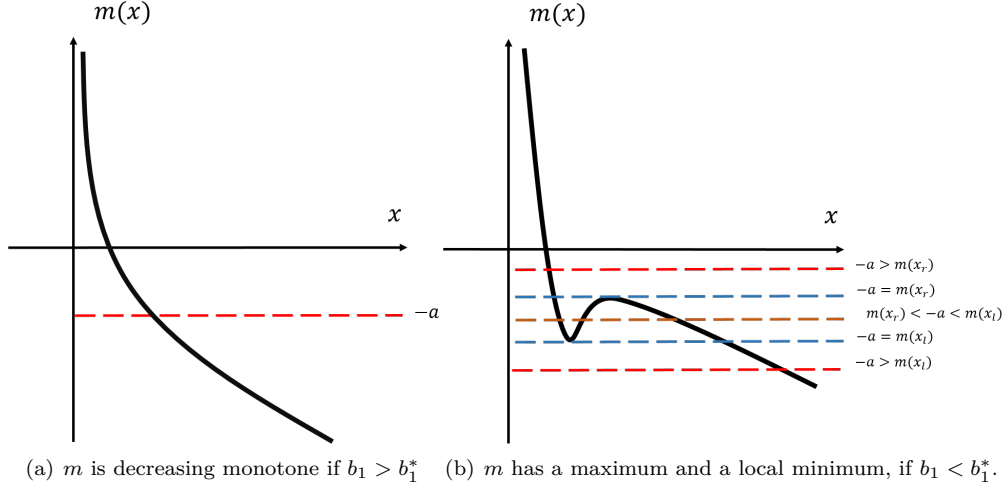 m(x)
x
−a
m(x)
x
−a > m(x_r)
−a = m(x_r)
m(x_r) < −a < m(x_l)
−a = m(x_l)
−a > m(x_l)
(a) m is decreasing monotone if b_1 > b_1^*
(b) m has a maximum and a local minimum, if b_1 < b_1^*.